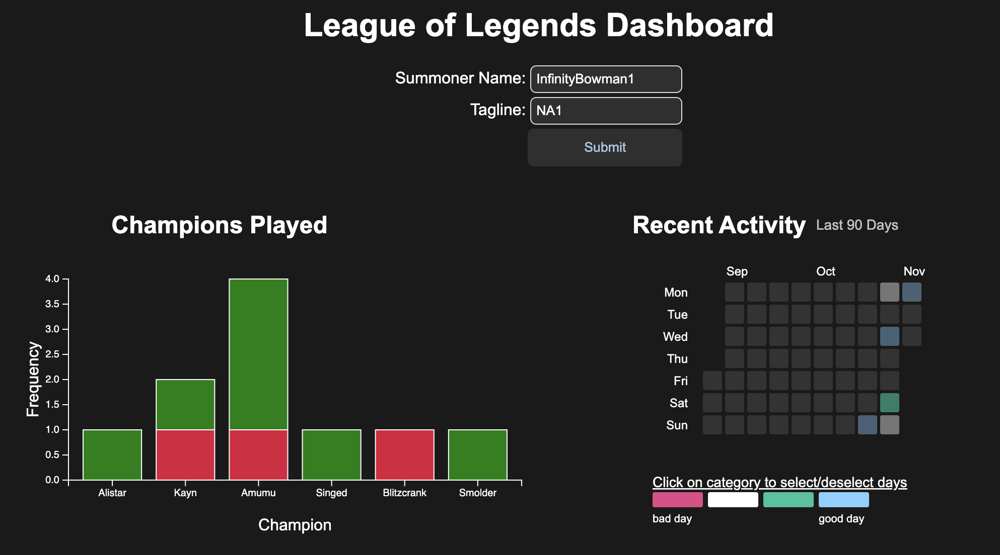 League of Legends Dashboard
Summoner Name: InfinityBowman1
Tagline: NA1
Submit
Champions Played
4.0
3.5
3.0
2.5
2.0
1.5
1.0
0.5
0.0
Frequency
Alistar Kayn Amumu Singed Blitzcrank Smolder
Champion
Recent Activity Last 90 Days
Sep Oct Nov
Mon
Tue
Wed
Thu
Fri
Sat
Sun
Click on category to select/deselect days
bad day good day